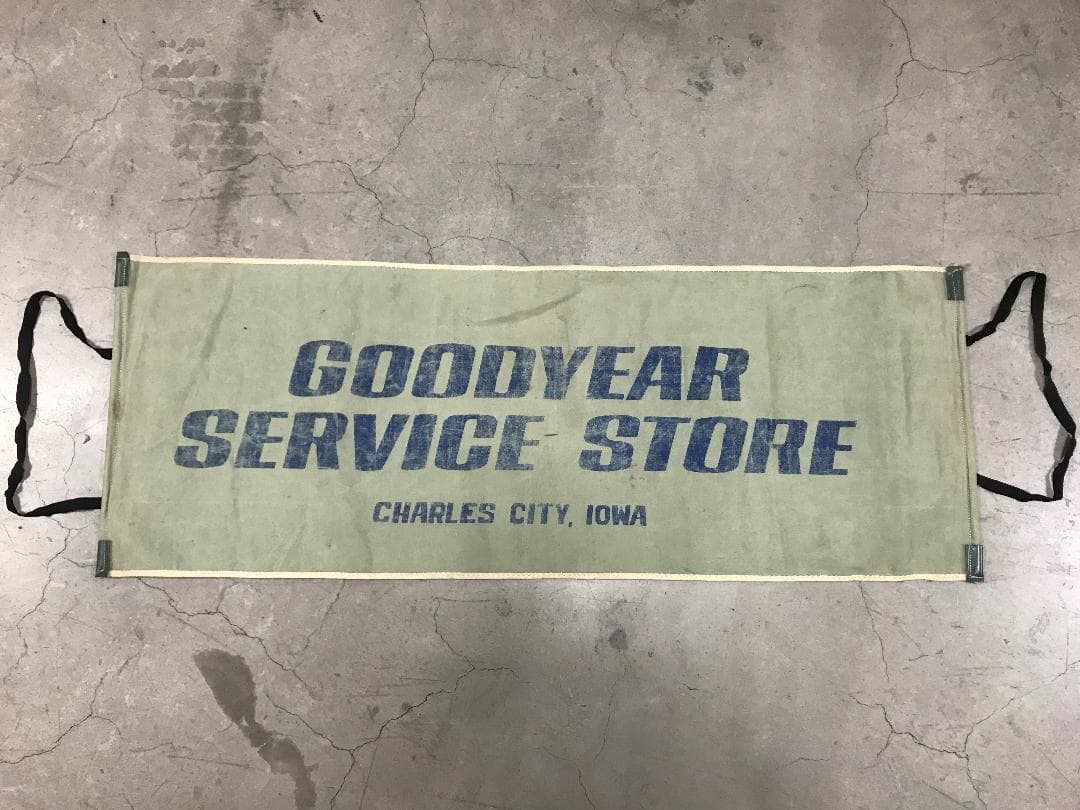 GOODYEAR
SERVICE STORE
CHARLES CITY, IOWA